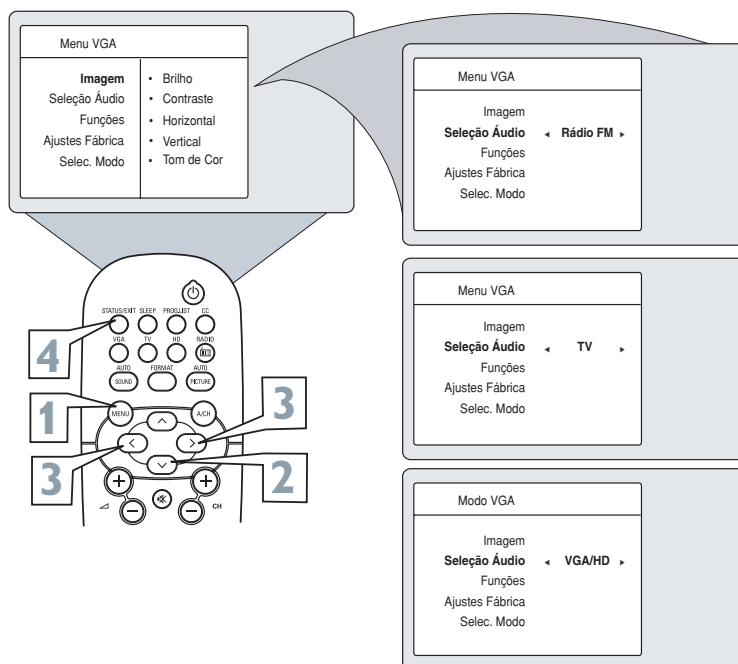 Menu VGA
Imagem
Seleção Áudio
Funções
Ajustes Fábrica
Selec. Modo
• Brilho
• Contraste
• Horizontal
• Vertical
• Tom de Cor
STATUS/EXIT SLEEP PROG.LIST CC
VGA TV HD RADIO
AUTO FORMAT AUTO
SOUND PICTURE
MENU A/CH
CH
4
1
3
3
2
Menu VGA
Imagem
Seleção Áudio ◂ Rádio FM ▸
Funções
Ajustes Fábrica
Selec. Modo
Menu VGA
Imagem
Seleção Áudio ◂ TV ▸
Funções
Ajustes Fábrica
Selec. Modo
Modo VGA
Imagem
Seleção Áudio ◂ VGA/HD ▸
Funções
Ajustes Fábrica
Selec. Modo